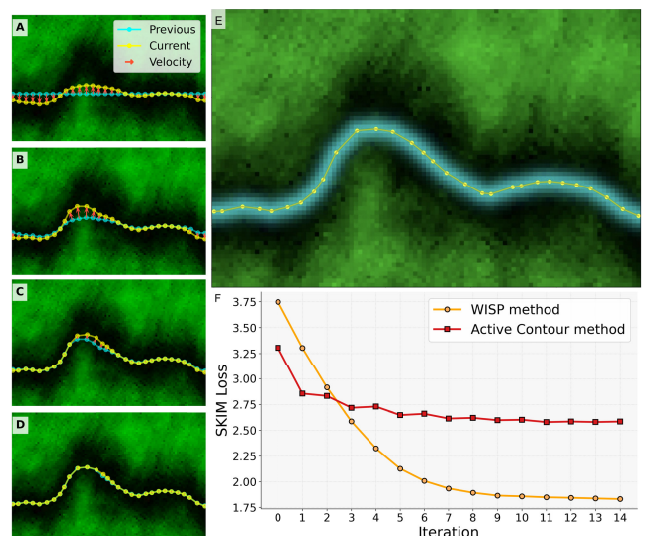 A
Previous
Current
Velocity
B
C
D
E
F
SKIM Loss
3.75
3.50
3.25
3.00
2.75
2.50
2.25
2.00
1.75
WISP method
Active Contour method
0 1 2 3 4 5 6 7 8 9 10 11 12 13 14
Iteration